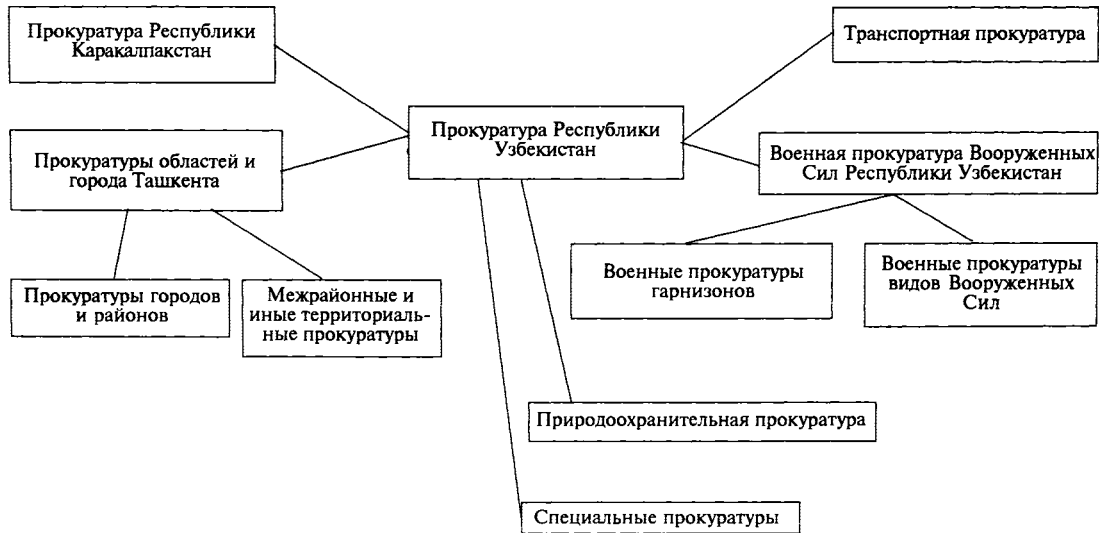 Прокуратура Республики
Каракалпакстан
Транспортная прокуратура
Прокуратура Республики
Узбекистан
Прокуратуры областей и
города Ташкента
Военная прокуратура Вооруженных
Сил Республики Узбекистан
Военные прокуратуры
гарнизонов
Военные прокуратуры
видов Вооруженных
Сил
Прокуратуры городов
и районов
Межрайонные и
иные территориаль-
ные прокуратуры
Природоохранительная прокуратура
Специальные прокуратуры